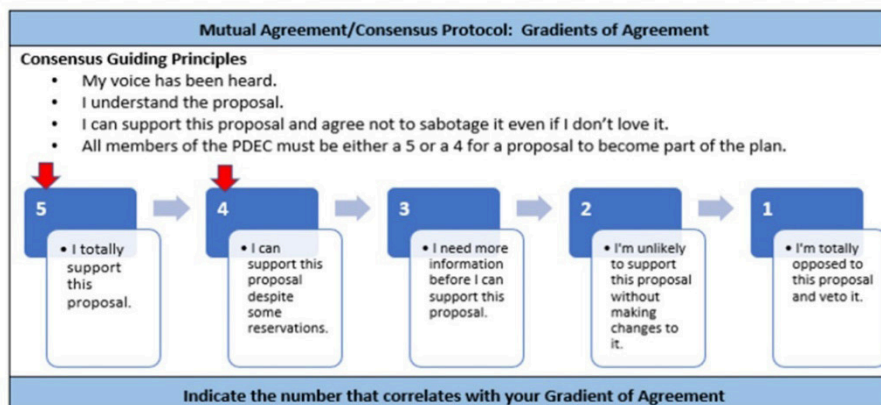 Mutual Agreement/Consensus Protocol: Gradients of Agreement
Consensus Guiding Principles
• My voice has been heard.
• I understand the proposal.
• I can support this proposal and agree not to sabotage it even if I don't love it.
• All members of the PDEC must be either a 5 or a 4 for a proposal to become part of the plan.
5
• I totally
support
this
proposal.
4
• I can
support this
proposal
despite
some
reservations.
3
• I need more
information
before I can
support this
proposal.
2
• I'm unlikely
to support
this proposal
without
making
changes to
it.
1
• I'm totally
opposed to
this proposal
and veto it.
Indicate the number that correlates with your Gradient of Agreement